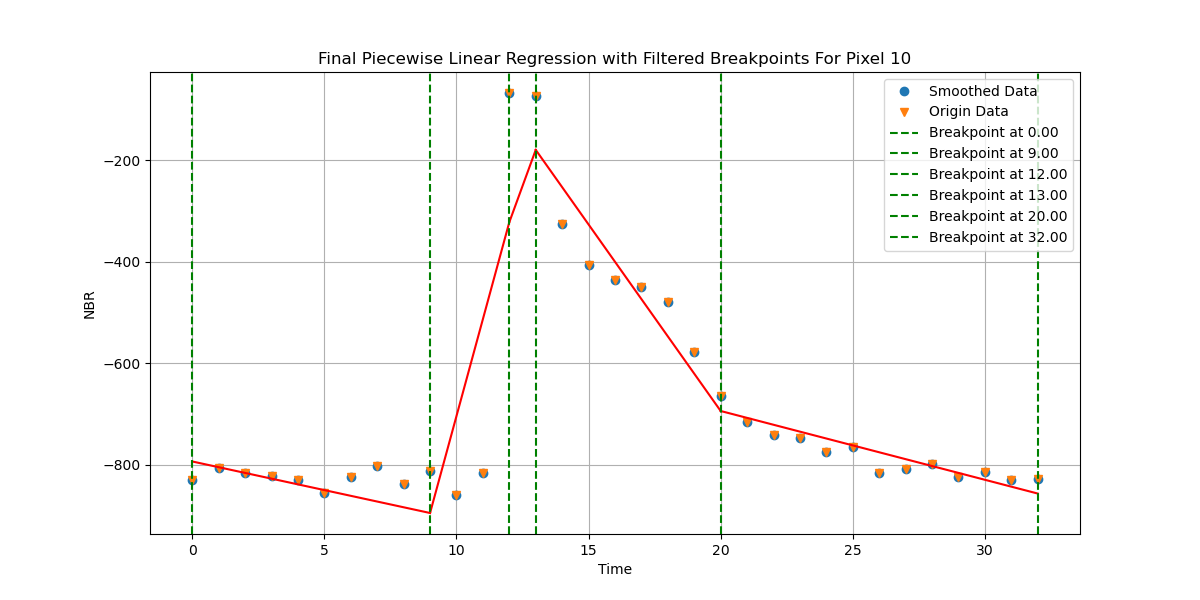 Final Piecewise Linear Regression with Filtered Breakpoints For Pixel 10
Smoothed Data
Origin Data
Breakpoint at 0.00
Breakpoint at 9.00
Breakpoint at 12.00
Breakpoint at 13.00
Breakpoint at 20.00
Breakpoint at 32.00
NBR
−200
−400
−600
−800
0 5 10 15 20 25 30
Time